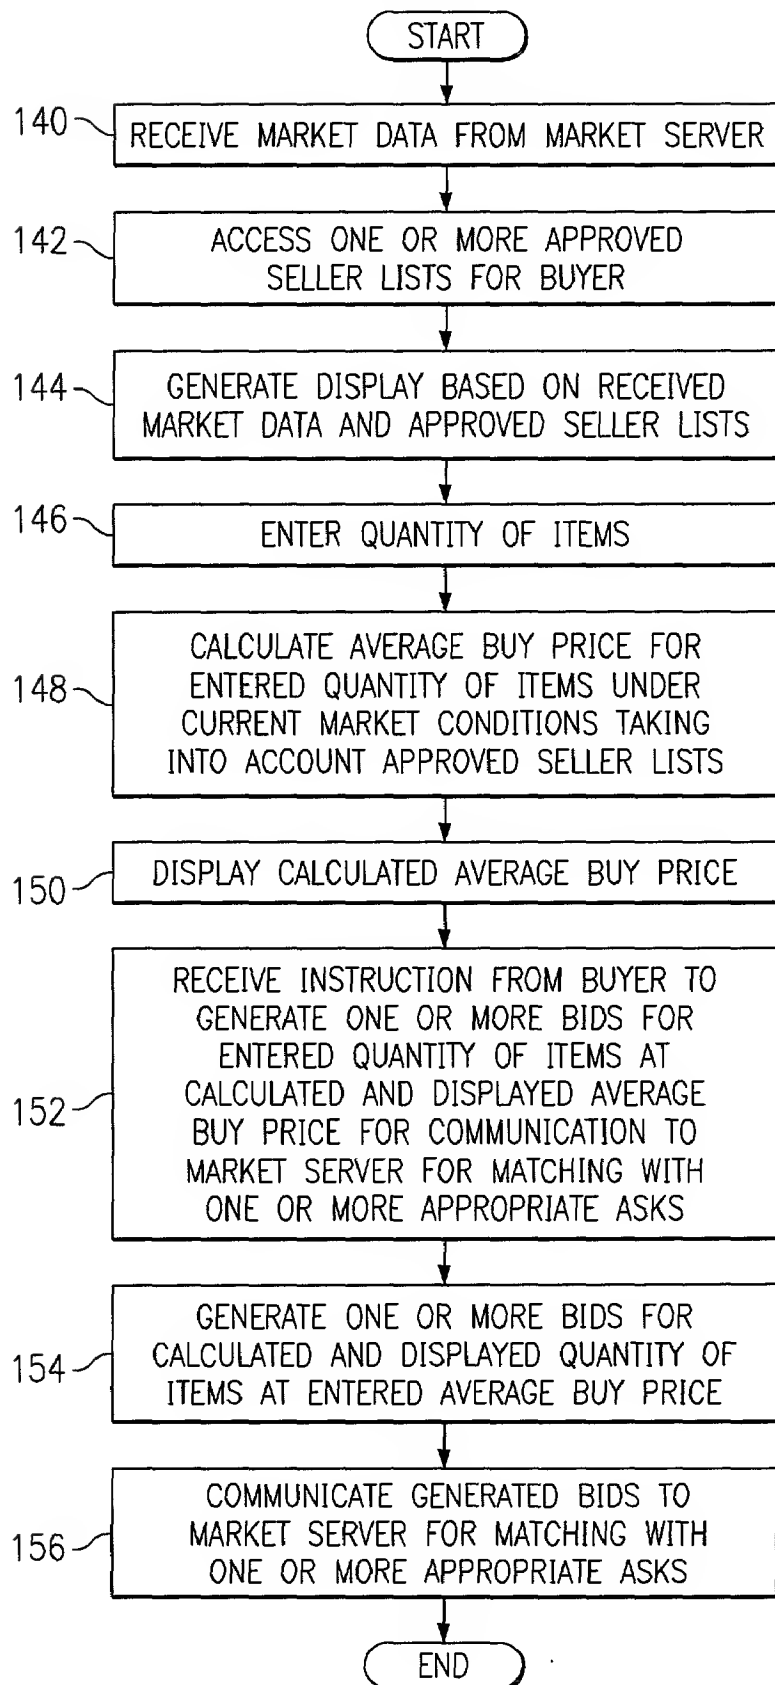 START
140
RECEIVE MARKET DATA FROM MARKET SERVER
142
ACCESS ONE OR MORE APPROVED
SELLER LISTS FOR BUYER
144
GENERATE DISPLAY BASED ON RECEIVED
MARKET DATA AND APPROVED SELLER LISTS
146
ENTER QUANTITY OF ITEMS
148
CALCULATE AVERAGE BUY PRICE FOR
ENTERED QUANTITY OF ITEMS UNDER
CURRENT MARKET CONDITIONS TAKING
INTO ACCOUNT APPROVED SELLER LISTS
150
DISPLAY CALCULATED AVERAGE BUY PRICE
152
RECEIVE INSTRUCTION FROM BUYER TO
GENERATE ONE OR MORE BIDS FOR
ENTERED QUANTITY OF ITEMS AT
CALCULATED AND DISPLAYED AVERAGE
BUY PRICE FOR COMMUNICATION TO
MARKET SERVER FOR MATCHING WITH
ONE OR MORE APPROPRIATE ASKS
154
GENERATE ONE OR MORE BIDS FOR
CALCULATED AND DISPLAYED QUANTITY OF
ITEMS AT ENTERED AVERAGE BUY PRICE
156
COMMUNICATE GENERATED BIDS TO
MARKET SERVER FOR MATCHING WITH
ONE OR MORE APPROPRIATE ASKS
END